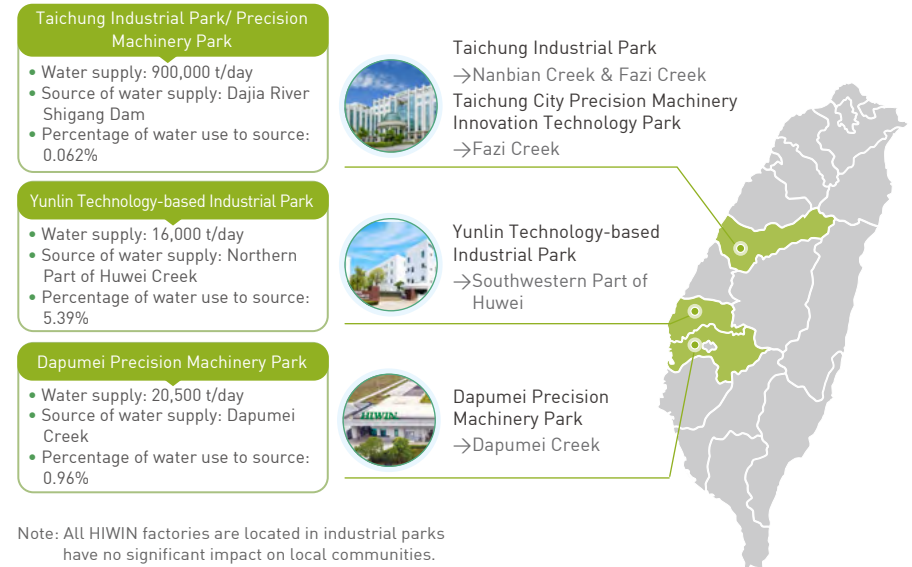 Taichung Industrial Park/ Precision
Machinery Park
• Water supply: 900,000 t/day
• Source of water supply: Dajia River
Shigang Dam
• Percentage of water use to source:
0.062%
Taichung Industrial Park
→Nanbian Creek & Fazi Creek
Taichung City Precision Machinery
Innovation Technology Park
→Fazi Creek
Yunlin Technology-based Industrial Park
• Water supply: 16,000 t/day
• Source of water supply: Northern
Part of Huwei Creek
• Percentage of water use to source:
5.39%
Yunlin Technology-based
Industrial Park
→Southwestern Part of
Huwei
Dapumei Precision Machinery Park
• Water supply: 20,500 t/day
• Source of water supply: Dapumei
Creek
• Percentage of water use to source:
0.96%
HIWIN
Dapumei Precision
Machinery Park
→Dapumei Creek
Note: All HIWIN factories are located in industrial parks
have no significant impact on local communities.